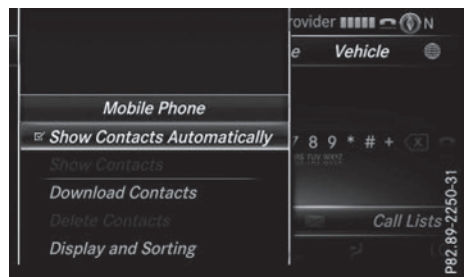 rovider N
e Vehicle
Mobile Phone
Show Contacts Automatically
7 8 9 * # +
Show Contacts
Download Contacts
Call Lists
Delete Contacts
Display and Sorting
P82.89-2250-31